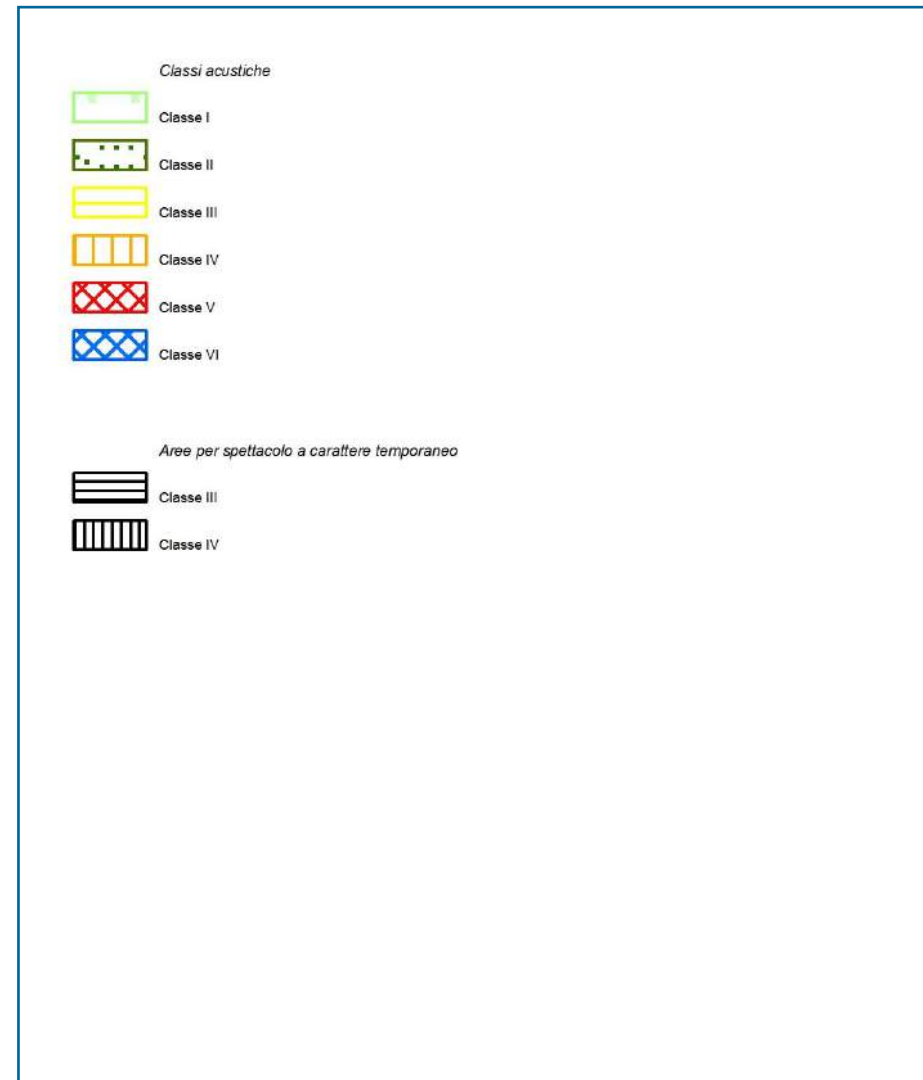 Classi acustiche
Classe I
Classe II
Classe III
Classe IV
Classe V
Classe VI
Aree per spettacolo a carattere temporaneo
Classe III
Classe IV